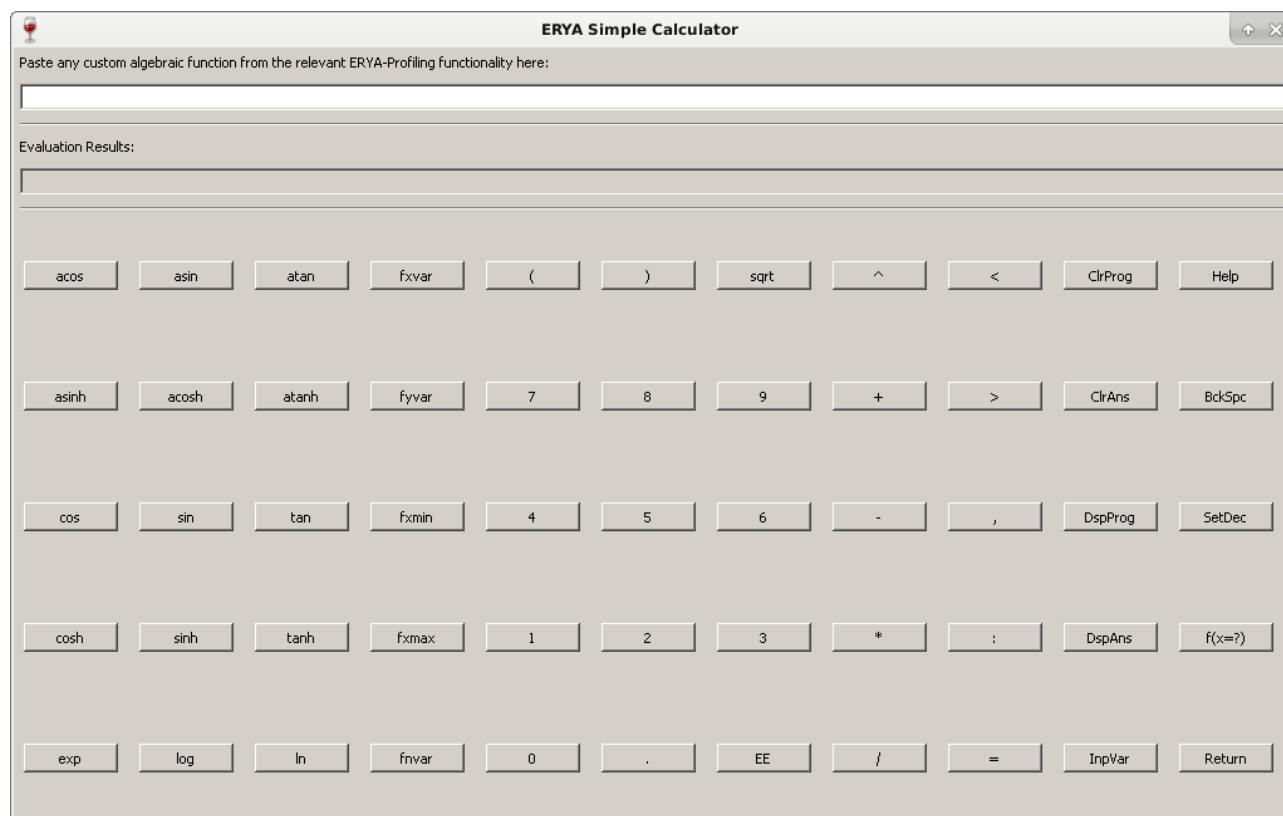 ERYA Simple Calculator
Paste any custom algebraic function from the relevant ERYA-Profiling functionality here:
Evaluation Results:
acos asin atan fxvar ( ) sqrt ^ < ClrProg Help
asinh acosh atanh fyvar 7 8 9 + > ClrAns BckSpc
cos sin tan fxmin 4 5 6 - , DspProg SetDec
cosh sinh tanh fxmax 1 2 3 * : DspAns f(x=?)
exp log ln fnvar 0 . EE / = InpVar Return